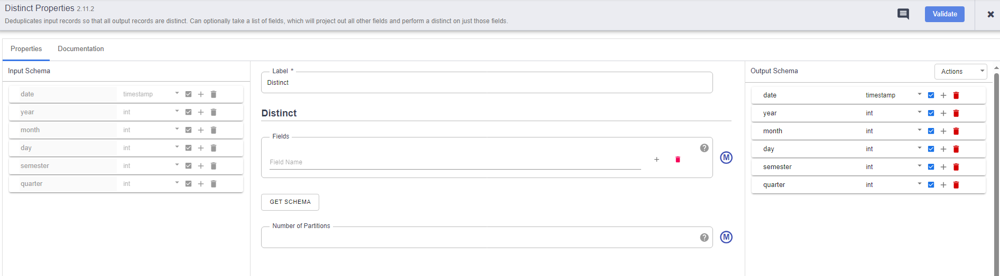 Distinct Properties 2.11.2
Deduplicates input records so that all output records are distinct. Can optionally take a list of fields, which will project out all other fields and perform a distinct on just those fields.
Validate
Properties
Documentation
Input Schema
date timestamp
year int
month int
day int
semester int
quarter int
Label *
Distinct
Distinct
Fields
Field Name
M
GET SCHEMA
Number of Partitions
M
Output Schema
Actions
date timestamp
year int
month int
day int
semester int
quarter int